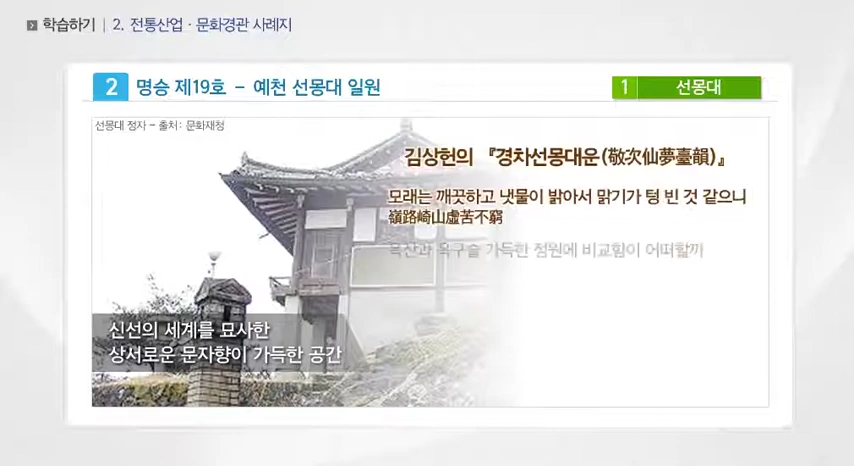 학습하기 | 2. 전통산업 · 문화경관 사례지
2 명승 제19호 - 예천 선몽대 일원
1 선몽대
선몽대 정자 - 출처 : 문화재청
김상헌의 『경차선몽대운(敬次仙夢臺韻)』
모래는 깨끗하고 냇물이 밝아서 맑기가 텅 빈 것 같으니
嶺路崎山虛苦不窮
옥산과 옥구슬 가득한 정원에 비교함이 어떠할까
신선의 세계를 묘사한
상서로운 문자향이 가득한 공간